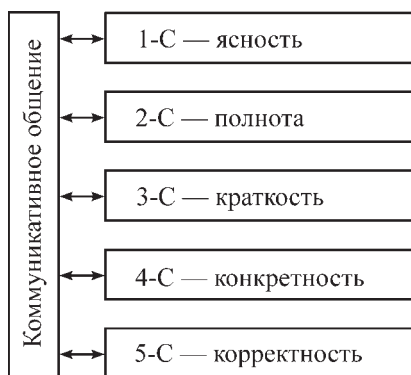 Коммуникативное общение
1-С — ясность
2-С — полнота
3-С — краткость
4-С — конкретность
5-С — корректность